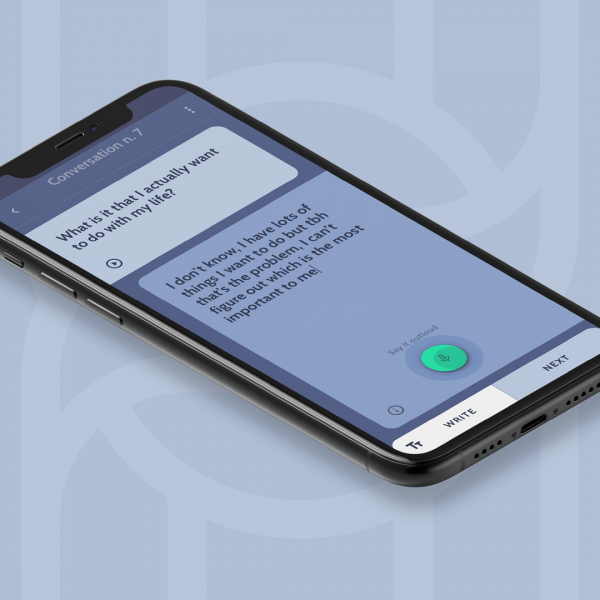 Conversation n. 7
What is it that I actually want
to do with my life?
I don't know, I have lots of
things I want to do but tbh
that's the problem, I can't
figure out which is the most
important to me
Say it outloud
Tt WRITE
NEXT